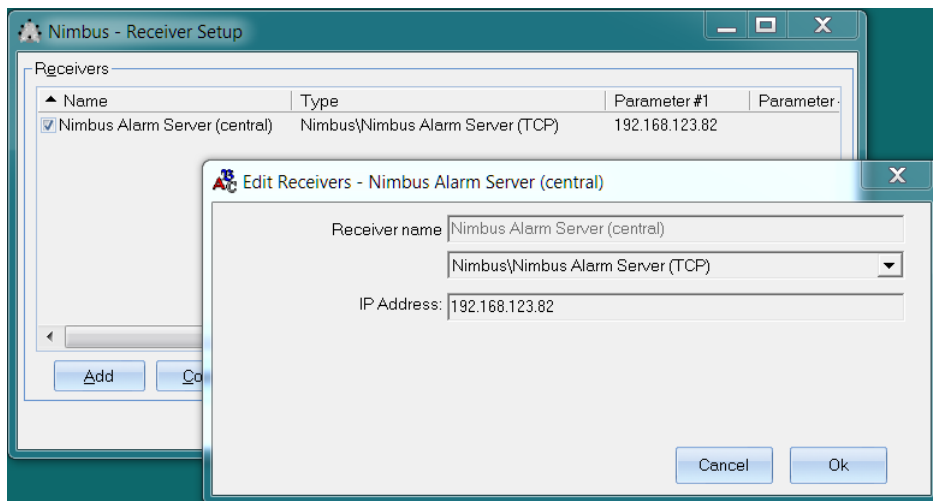 Nimbus - Receiver Setup
Receivers
Name Type Parameter #1 Parameter
Nimbus Alarm Server (central) Nimbus\Nimbus Alarm Server (TCP) 192.168.123.82
Edit Receivers - Nimbus Alarm Server (central)
Receiver name Nimbus Alarm Server (central)
Nimbus\Nimbus Alarm Server (TCP)
IP Address: 192.168.123.82
Add
Cancel Ok